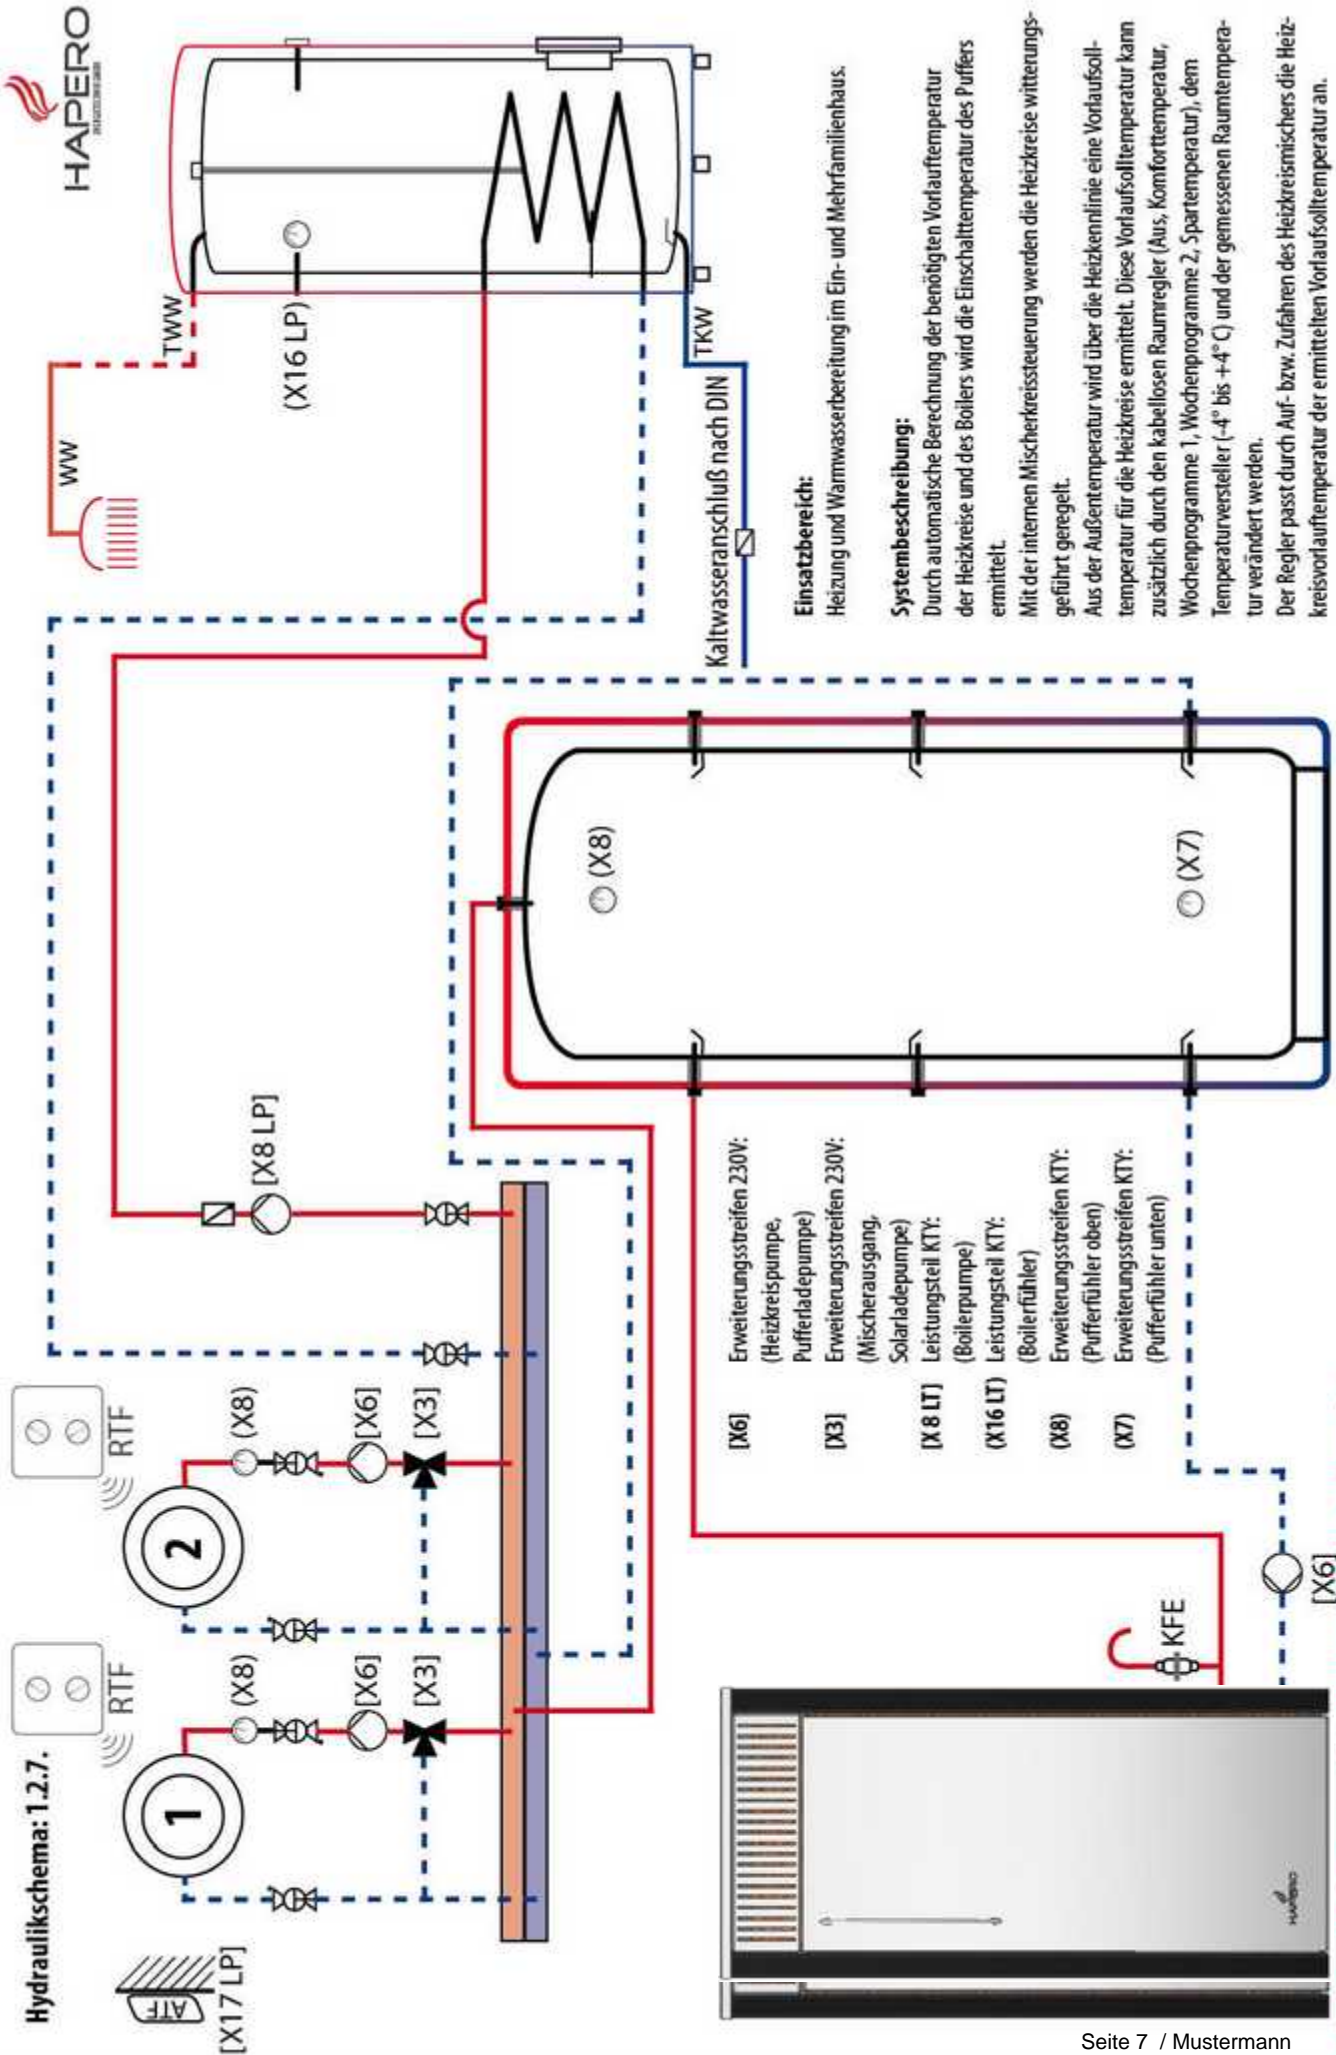 Hydraulikschema: 1.2.7.
HAPERO
ATF
[X17 LP]
1
RTF
(X8)
[X6]
[X3]
2
RTF
(X8)
[X6]
[X3]
[X8 LP]
WW
TWW
(X16 LP)
TKW
Kaltwasseranschluß nach DIN
(X8)
(X7)
KFE
[X6]
HAPERO
[X6] Erweiterungsstreifen 230V:
(Heizkreispumpe,
Pufferladepumpe)
[X3] Erweiterungsstreifen 230V:
(Mischerausgang,
Solarladepumpe)
[X 8 LT] Leistungsteil KTY:
(Boilerpumpe)
(X16 LT) Leistungsteil KTY:
(Boilerfühler)
(X8) Erweiterungsstreifen KTY:
(Pufferfühler oben)
(X7) Erweiterungsstreifen KTY:
(Pufferfühler unten)
Einsatzbereich:
Heizung und Warmwasserbereitung im Ein- und Mehrfamilienhaus.
Systembeschreibung:
Durch automatische Berechnung der benötigten Vorlauftemperatur
der Heizkreise und des Boilers wird die Einschalttemperatur des Puffers
ermittelt.
Mit der internen Mischerkreissteuerung werden die Heizkreise witterungs-
geführt geregelt.
Aus der Außentemperatur wird über die Heizkennlinie eine Vorlaufsoll-
temperatur für die Heizkreise ermittelt. Diese Vorlaufsolltemperatur kann
zusätzlich durch den kabellosen Raumregler (Aus, Komforttemperatur,
Wochenprogramme 1, Wochenprogramme 2, Spartemperatur), dem
Temperaturversteller (-4° bis +4° C) und der gemessenen Raumtempera-
tur verändert werden.
Der Regler passt durch Auf- bzw. Zufahren des Heizkreismischers die Heiz-
kreisvorlauftemperatur der ermittelten Vorlaufsolltemperatur an.
Seite 7 / Mustermann